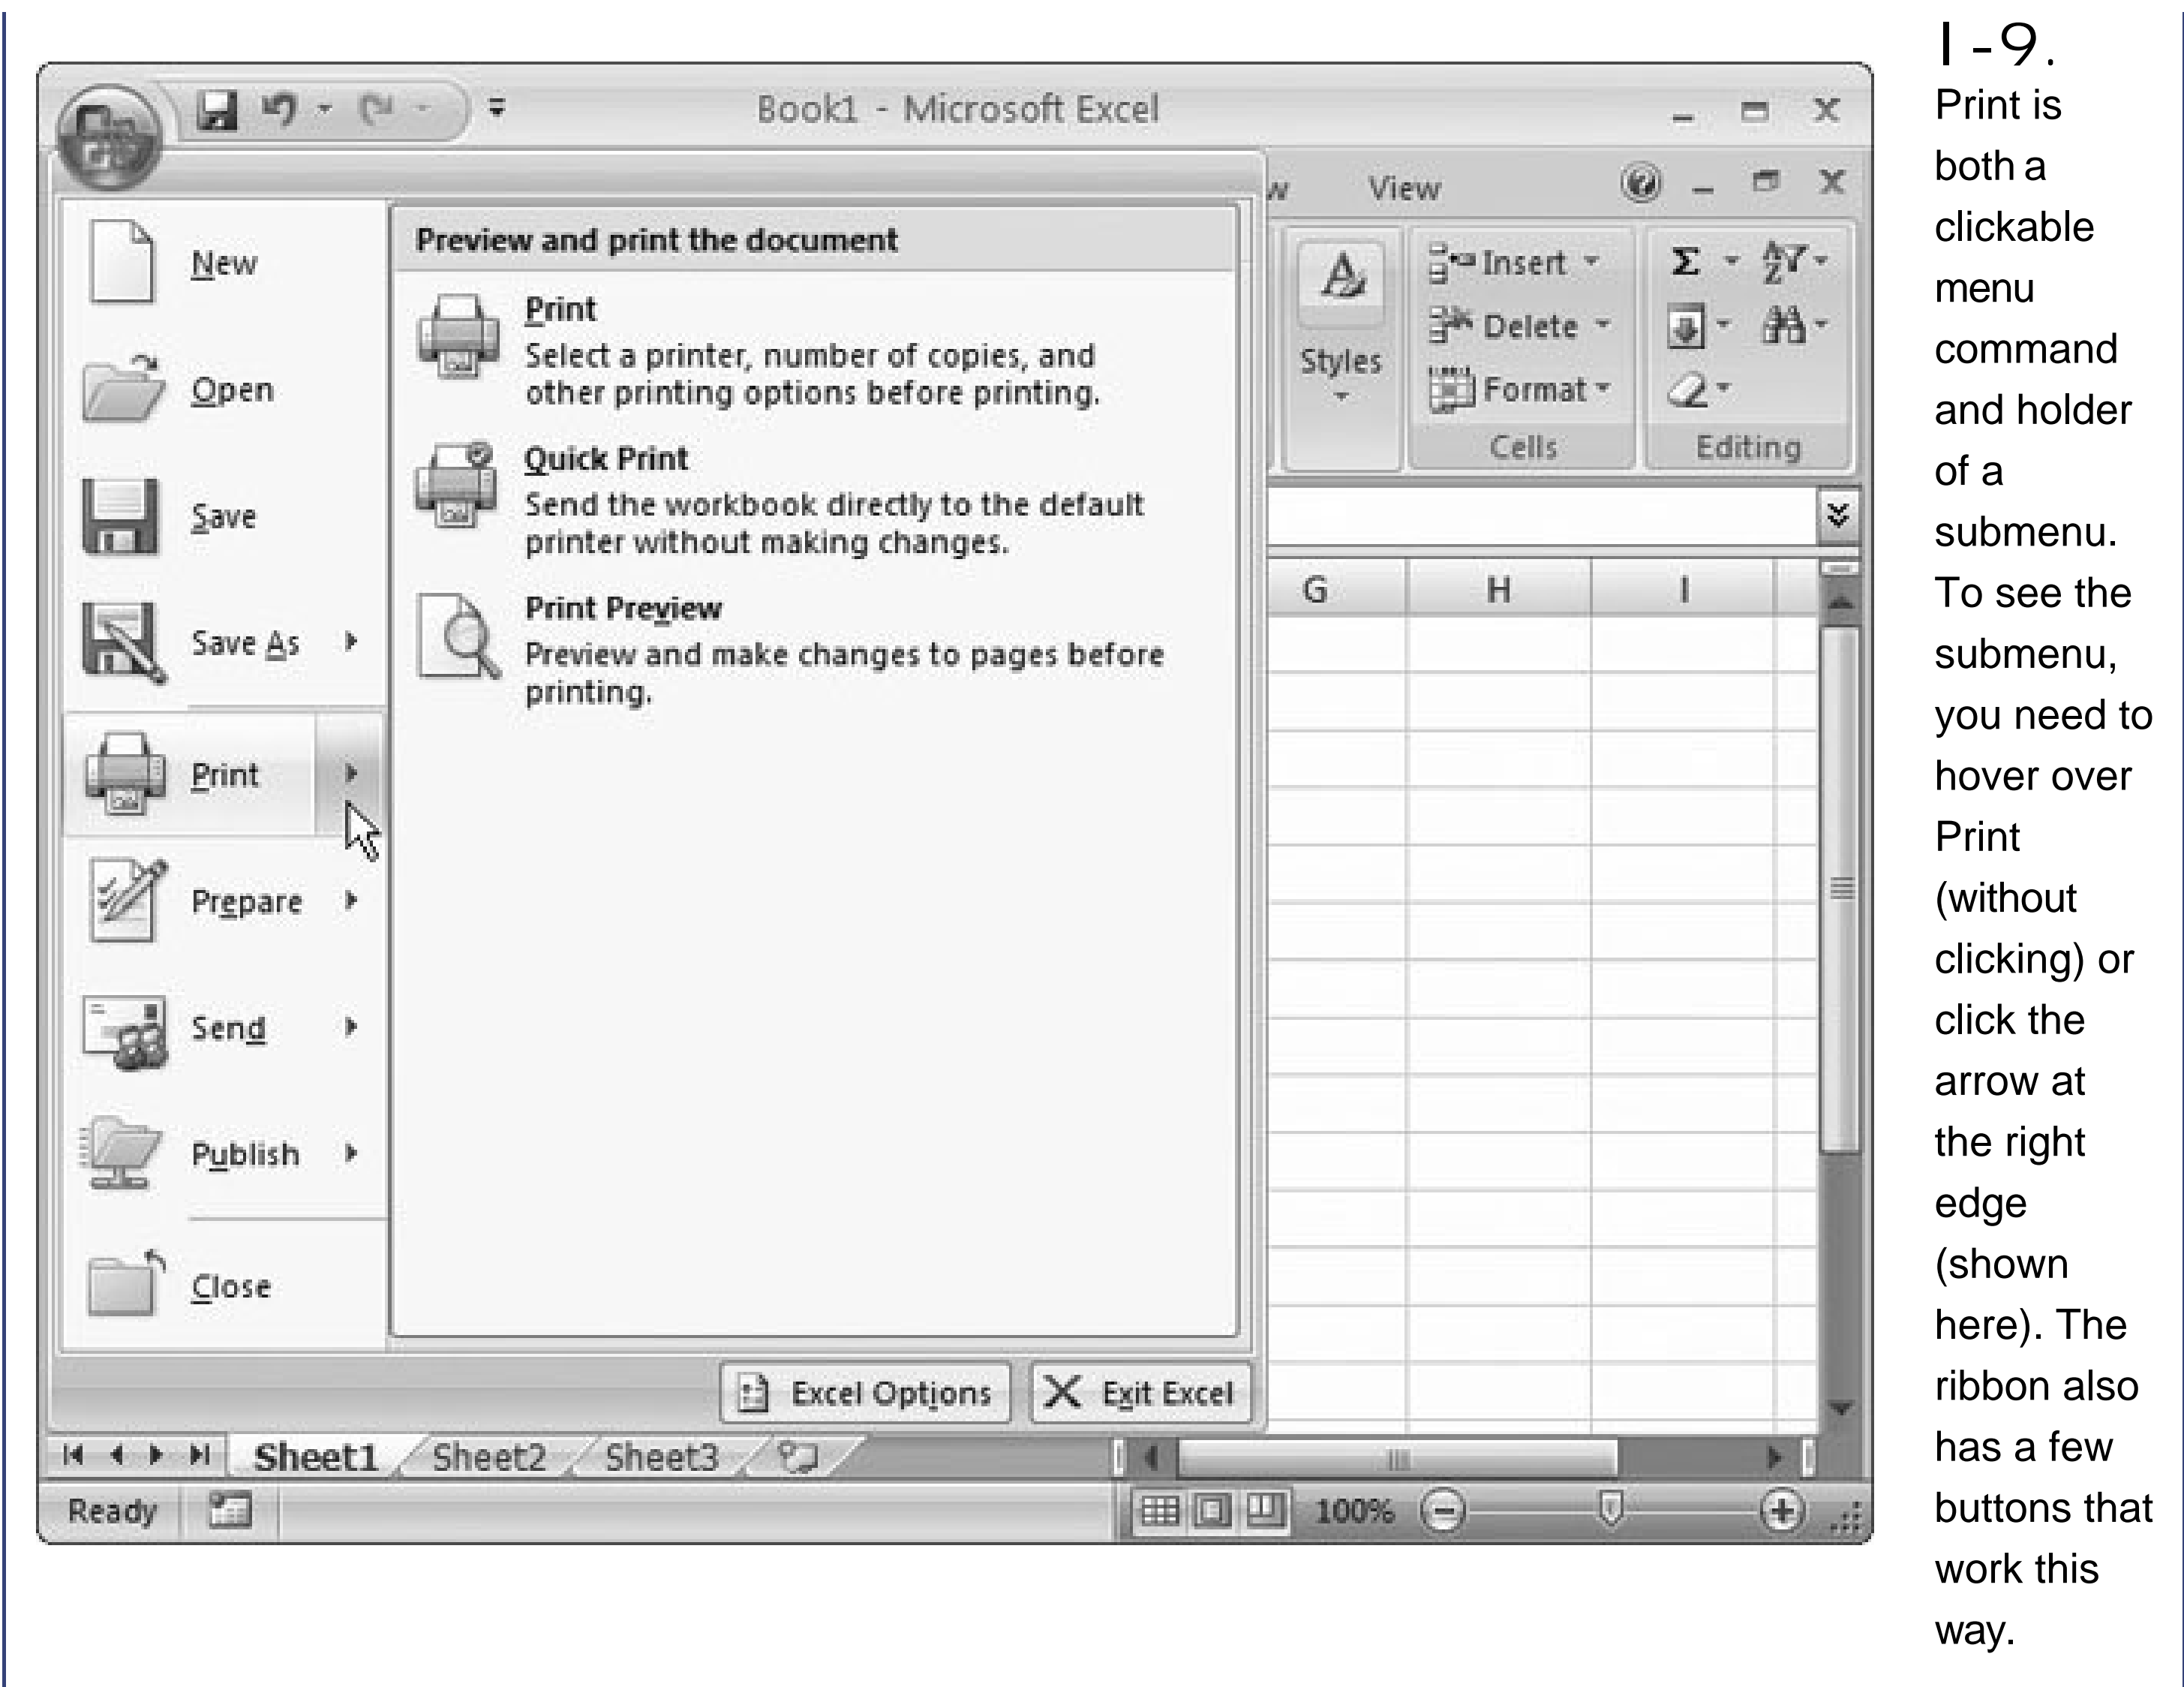 Book1 - Microsoft Excel
View
New
Open
Save
Save As
Print
Prepare
Send
Publish
Close
Preview and print the document
Print
Select a printer, number of copies, and
other printing options before printing.
Quick Print
Send the workbook directly to the default
printer without making changes.
Print Preview
Preview and make changes to pages before
printing.
Styles
Insert
Delete
Format
Cells
Σ
Editing
G H I
Excel Options
Exit Excel
Sheet1 Sheet2 Sheet3
Ready
100%
1-9.
Print is
both a
clickable
menu
command
and holder
of a
submenu.
To see the
submenu,
you need to
hover over
Print
(without
clicking) or
click the
arrow at
the right
edge
(shown
here). The
ribbon also
has a few
buttons that
work this
way.